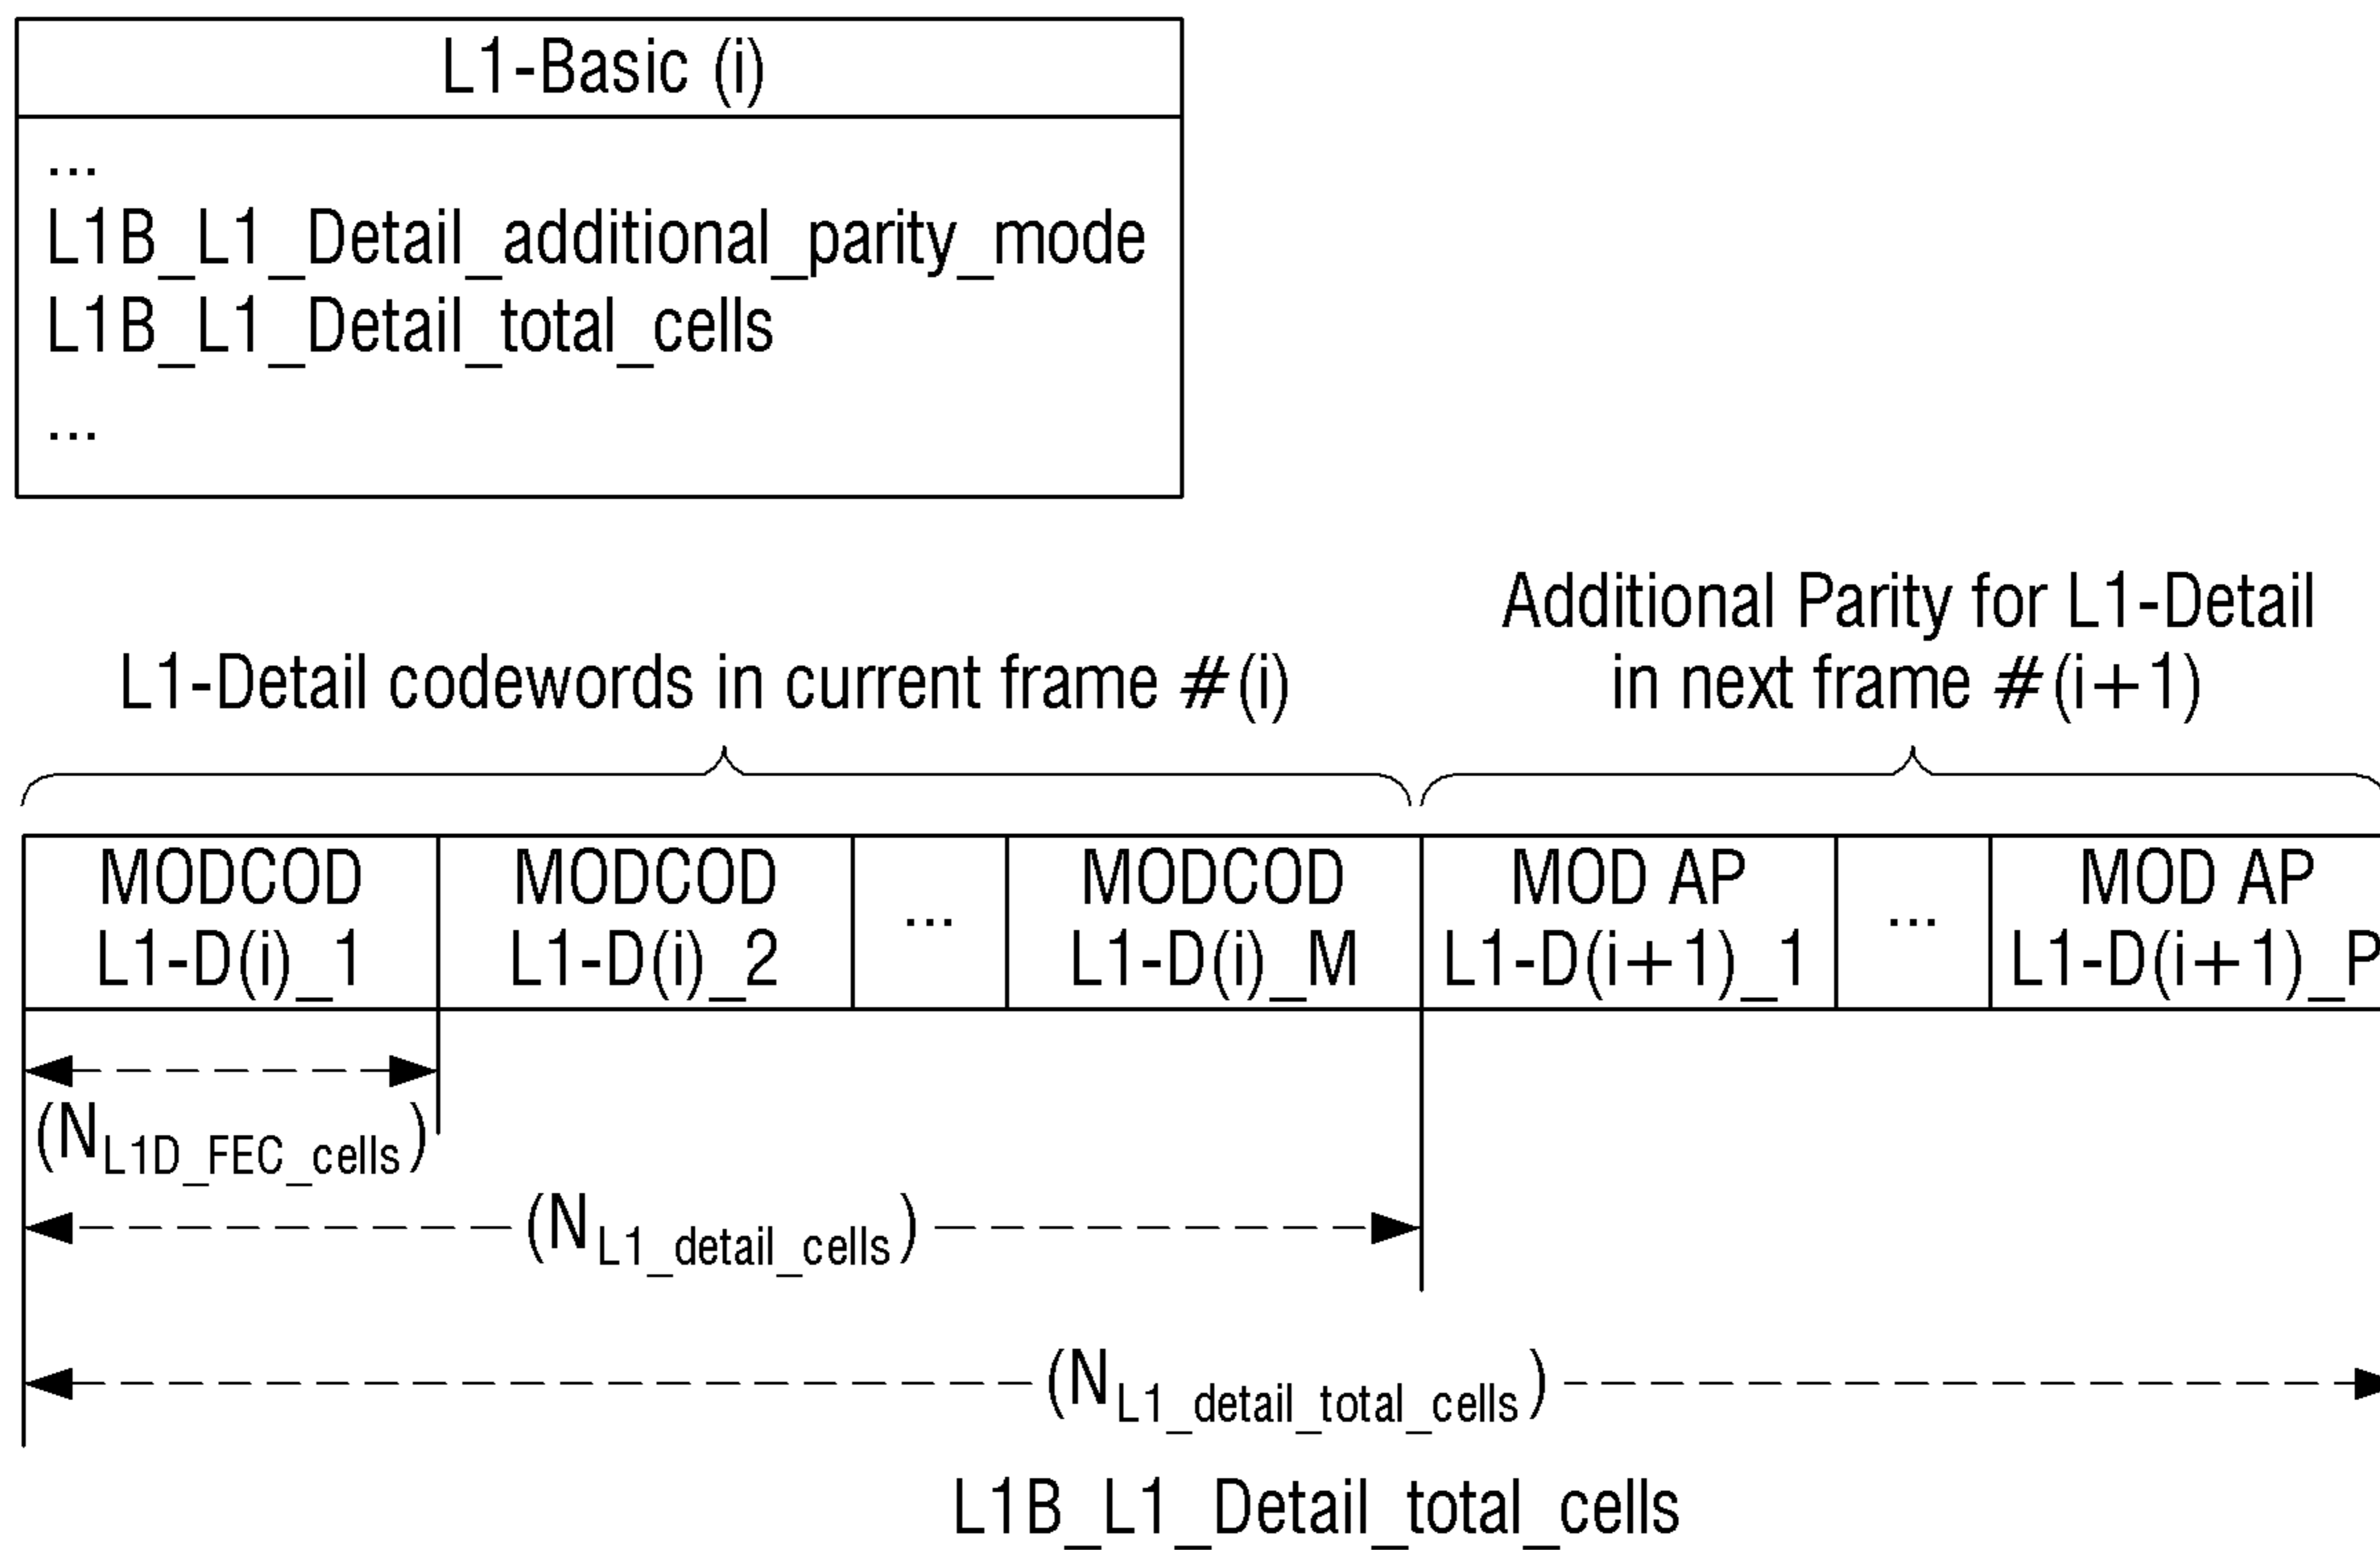 L1-Basic (i)
...
L1B_L1_Detail_additional_parity_mode
L1B_L1_Detail_total_cells
...
Additional Parity for L1-Detail
in next frame #(i+1)
L1-Detail codewords in current frame #(i)
MODCOD L1-D(i)_1
MODCOD L1-D(i)_2
...
MODCOD L1-D(i)_M
MOD AP L1-D(i+1)_1
...
MOD AP L1-D(i+1)_P
(NL1D_FEC_cells)
(NL1_detail_cells)
(NL1_detail_total_cells)
L1B_L1_Detail_total_cells